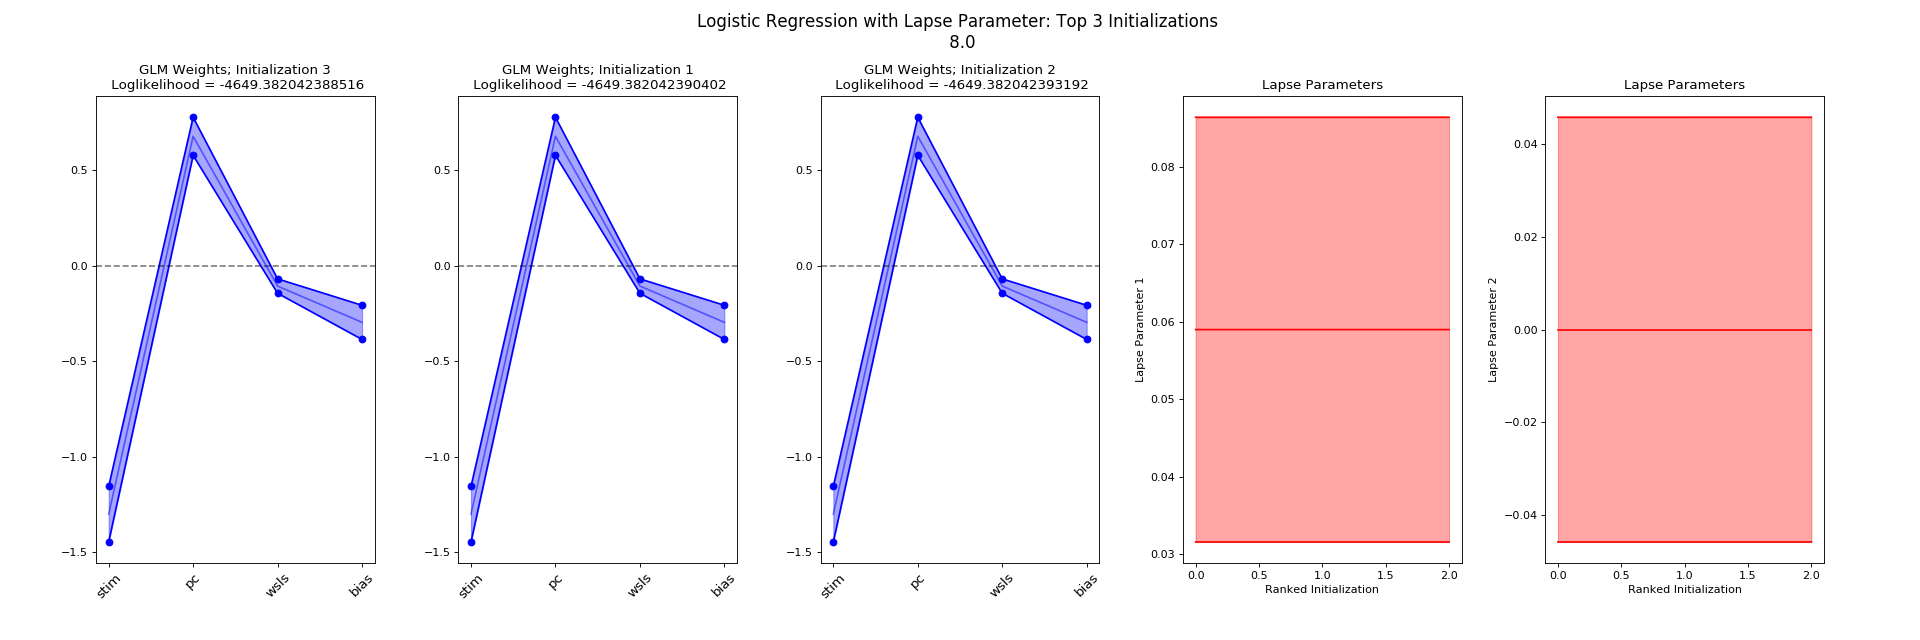 Logistic Regression with Lapse Parameter: Top 3 Initializations
8.0
GLM Weights; Initialization 3
Loglikelihood = -4649.382042388516
0.5
0.0
−0.5
−1.0
−1.5
stim
pc
wsls
bias
GLM Weights; Initialization 1
Loglikelihood = -4649.382042390402
0.5
0.0
−0.5
−1.0
−1.5
stim
pc
wsls
bias
GLM Weights; Initialization 2
Loglikelihood = -4649.382042393192
0.5
0.0
−0.5
−1.0
−1.5
stim
pc
wsls
bias
Lapse Parameters
Lapse Parameter 1
0.08
0.07
0.06
0.05
0.04
0.03
0.0
0.5
1.0
1.5
2.0
Ranked Initialization
Lapse Parameters
Lapse Parameter 2
0.04
0.02
0.00
−0.02
−0.04
0.0
0.5
1.0
1.5
2.0
Ranked Initialization